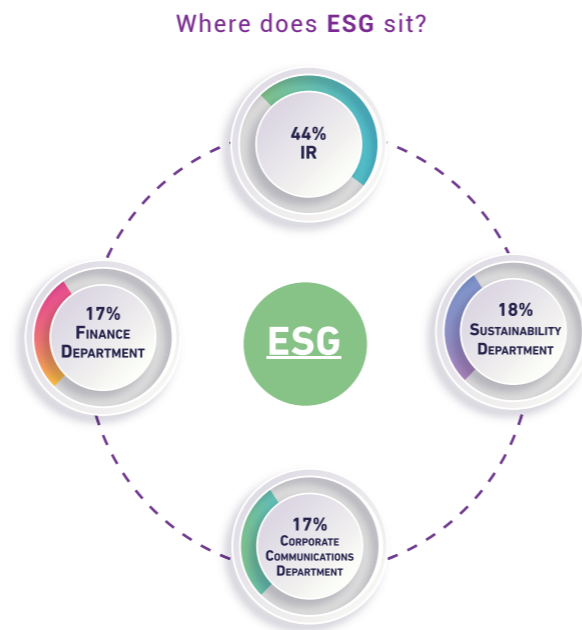 Where does ESG sit?
44%
IR
17%
FINANCE
DEPARTMENT
ESG
18%
SUSTAINABILITY
DEPARTMENT
17%
CORPORATE
COMMUNICATIONS
DEPARTMENT